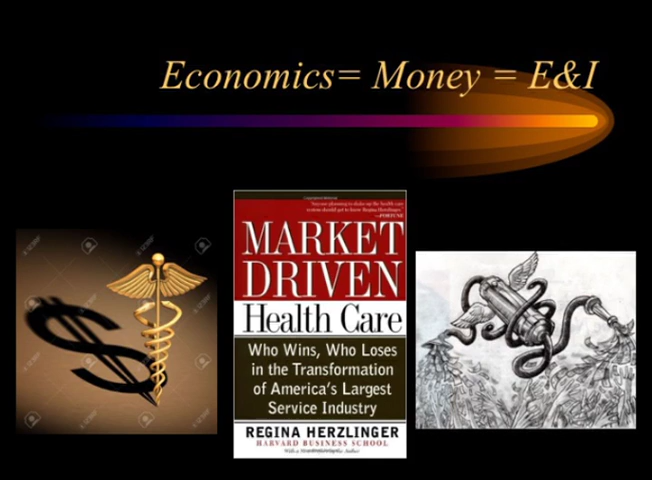 Economics= Money = E&I
MARKET
DRIVEN
Health Care
Who Wins, Who Loses
in the Transformation
of America's Largest
Service Industry
REGINA HERZLINGER
HARVARD BUSINESS SCHOOL